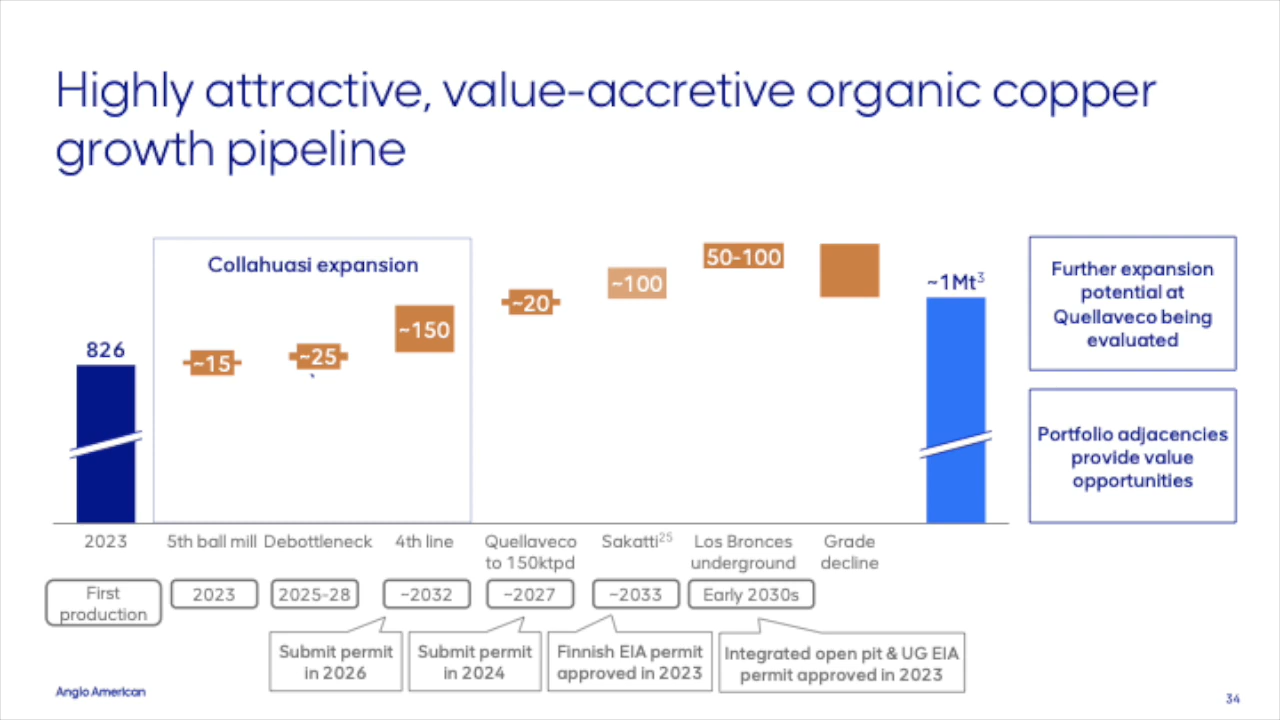 Highly attractive, value-accretive organic copper
growth pipeline
Collahuasi expansion
826
~15
~25
~150
~20
~100
50-100
~1Mt³
2023
5th ball mill
Debottleneck
4th line
Quellaveco
to 150ktpd
Sakatti²⁵
Los Bronces
underground
Grade
decline
First
production
2023
2025-28
~2032
~2027
~2033
Early 2030s
Submit permit
in 2026
Submit permit
in 2024
Finnish EIA permit
approved in 2023
Integrated open pit & UG EIA
permit approved in 2023
Further expansion
potential at
Quellaveco being
evaluated
Portfolio adjacencies
provide value
opportunities
Anglo American
34